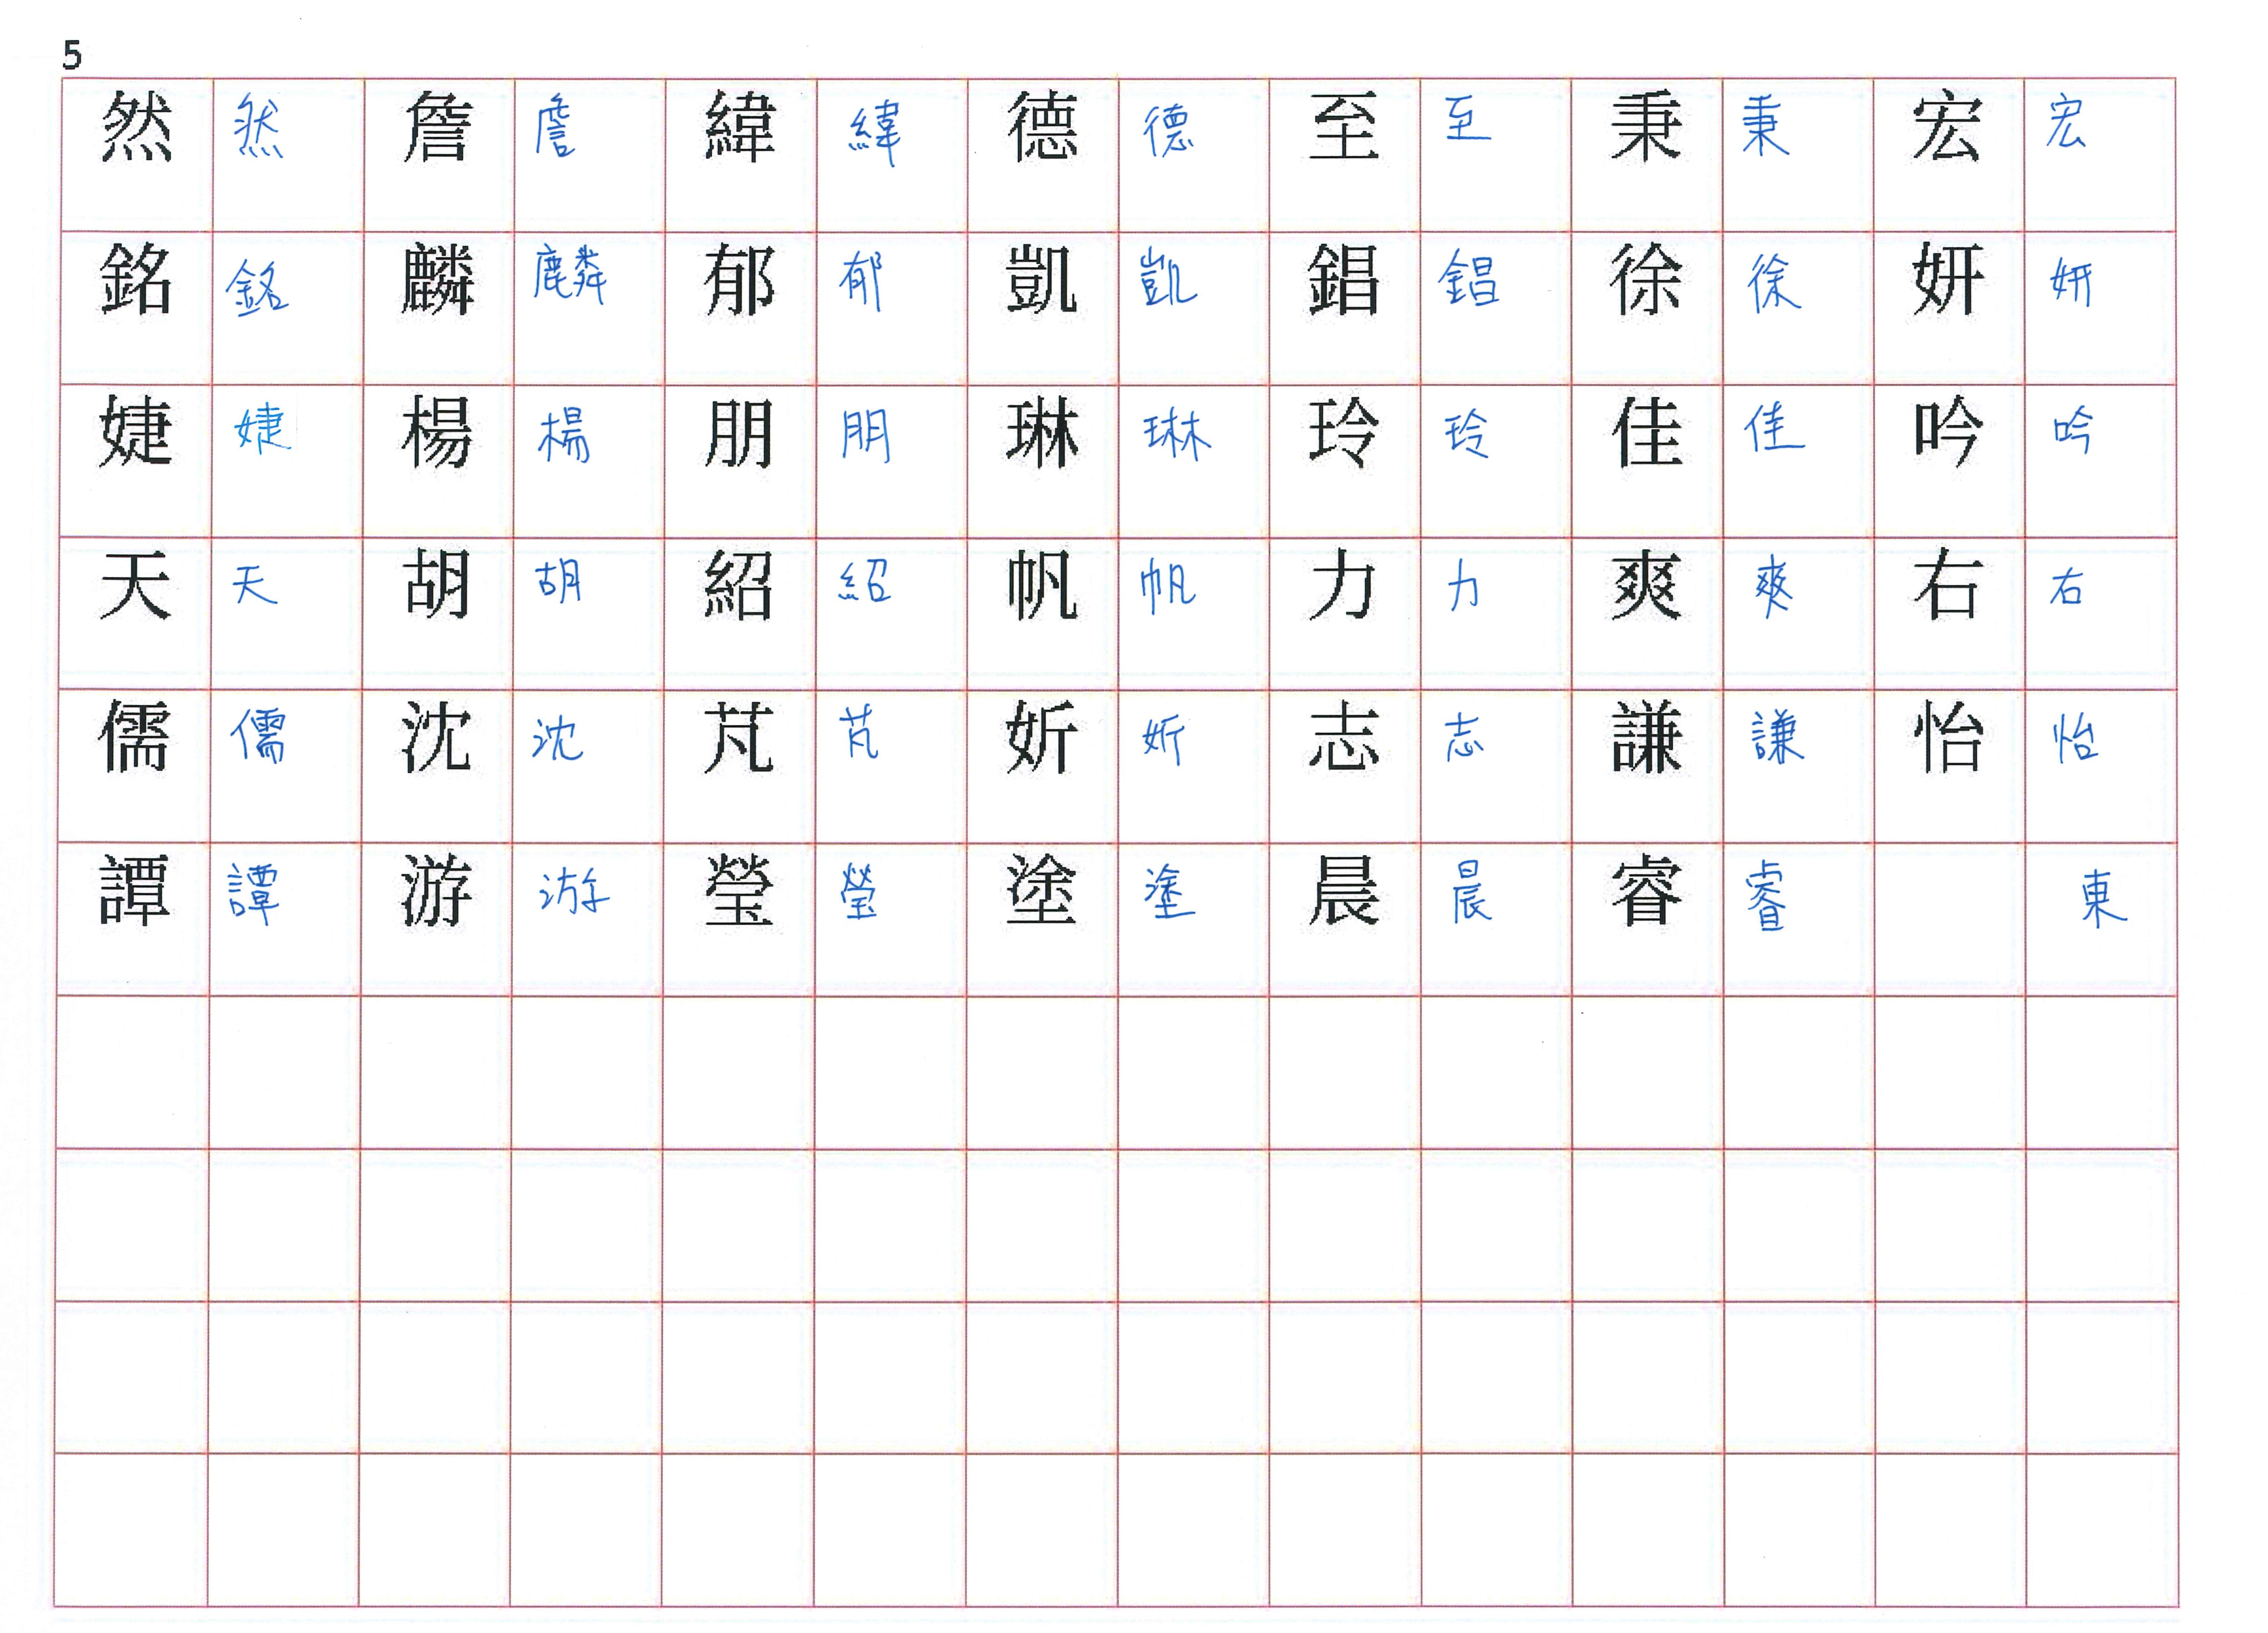 5
然 然 詹 詹 緯 緯 德 德 至 至 秉 秉 宏 宏
銘 銘 麟 麟 郁 郁 凱 凱 錩 錩 徐 徐 妍 妍
婕 婕 楊 楊 朋 朋 琳 琳 玲 玲 佳 佳 吟 吟
天 天 胡 胡 紹 紹 帆 帆 力 力 爽 爽 右 右
儒 儒 沈 沈 芃 芃 妡 妡 志 志 謙 謙 怡 怡
譚 譚 游 游 瑩 瑩 塗 塗 晨 晨 睿 睿 東